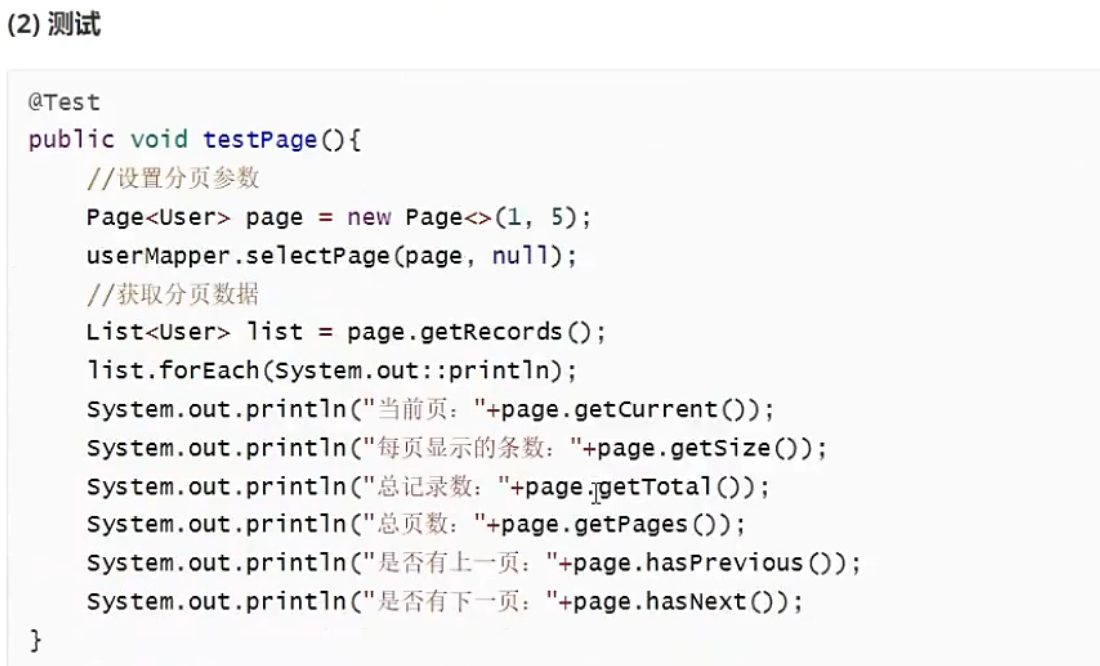 (2) 测试
@Test
public void testPage(){
    //设置分页参数
    Page<User> page = new Page<>(1, 5);
    userMapper.selectPage(page, null);
    //获取分页数据
    List<User> list = page.getRecords();
    list.forEach(System.out::println);
    System.out.println("当前页："+page.getCurrent());
    System.out.println("每页显示的条数："+page.getSize());
    System.out.println("总记录数："+page.getTotal());
    System.out.println("总页数："+page.getPages());
    System.out.println("是否有上一页："+page.hasPrevious());
    System.out.println("是否有下一页："+page.hasNext());
}